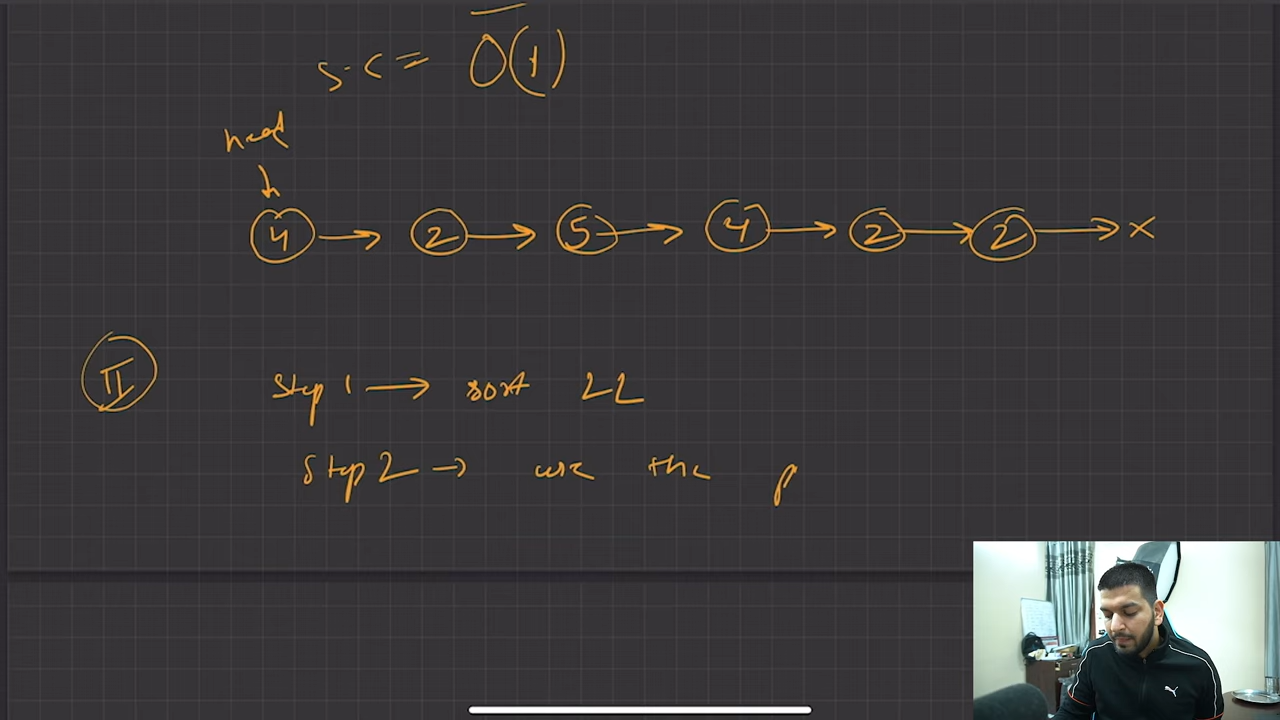 S.C = O(1)
head
4 → 2 → 5 → 4 → 2 → 2 → x
II
Step 1 → sort LL
Step 2 → use the p